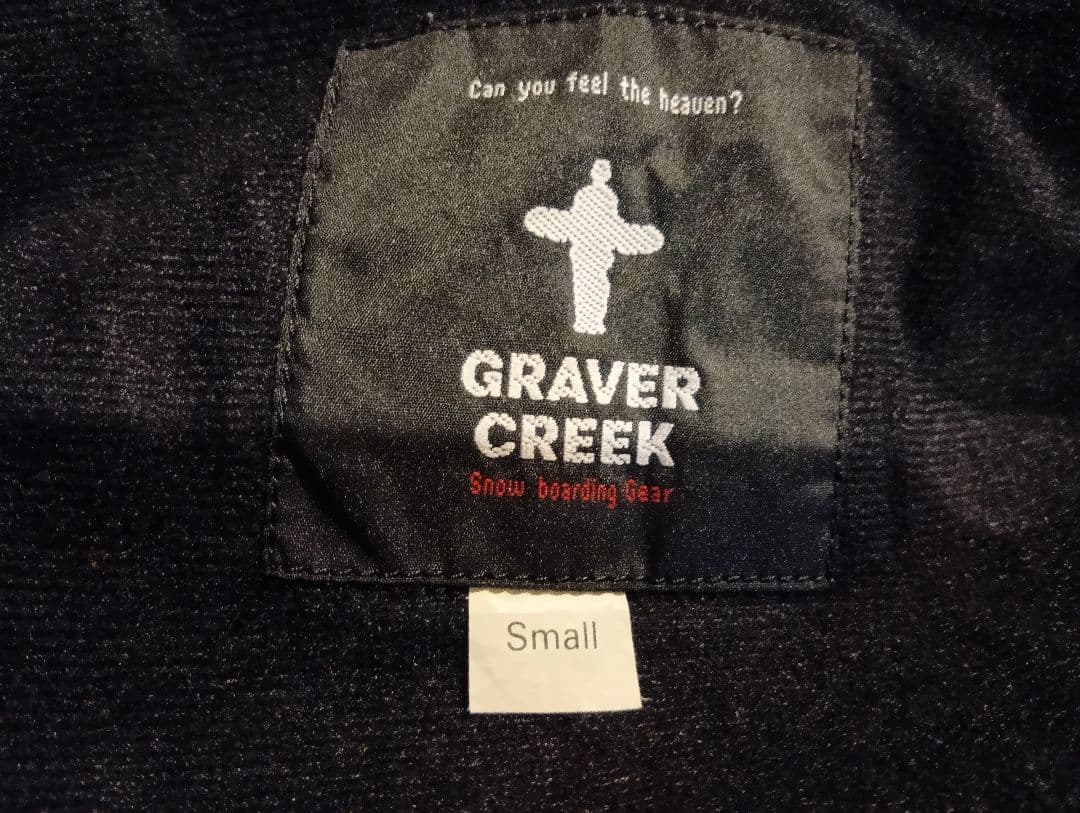 Can you feel the heaven?
GRAVER
CREEK
Snow boarding Gear
Small